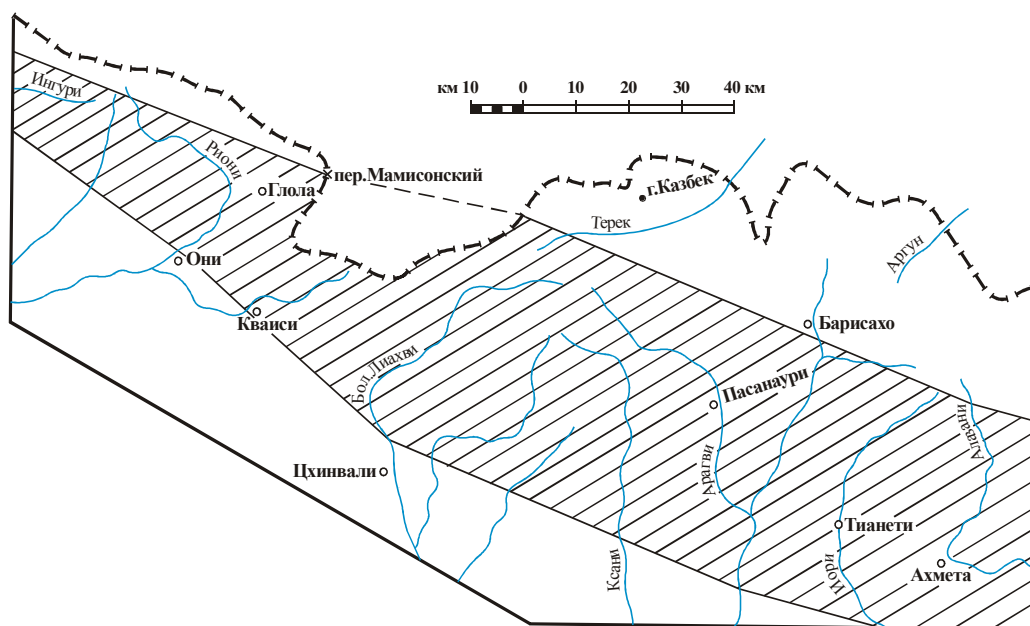 Ингури
км 10 0 10 20 30 40 км
Риони
пер.Мамисонский
Глола
г.Казбек
Терек
Аргун
Они
Кваиси
Барисахо
Бол.Лиахви
Пасанаури
Алазани
Цхинвали
Арагви
Тианети
Ксани
Иори
Ахмета